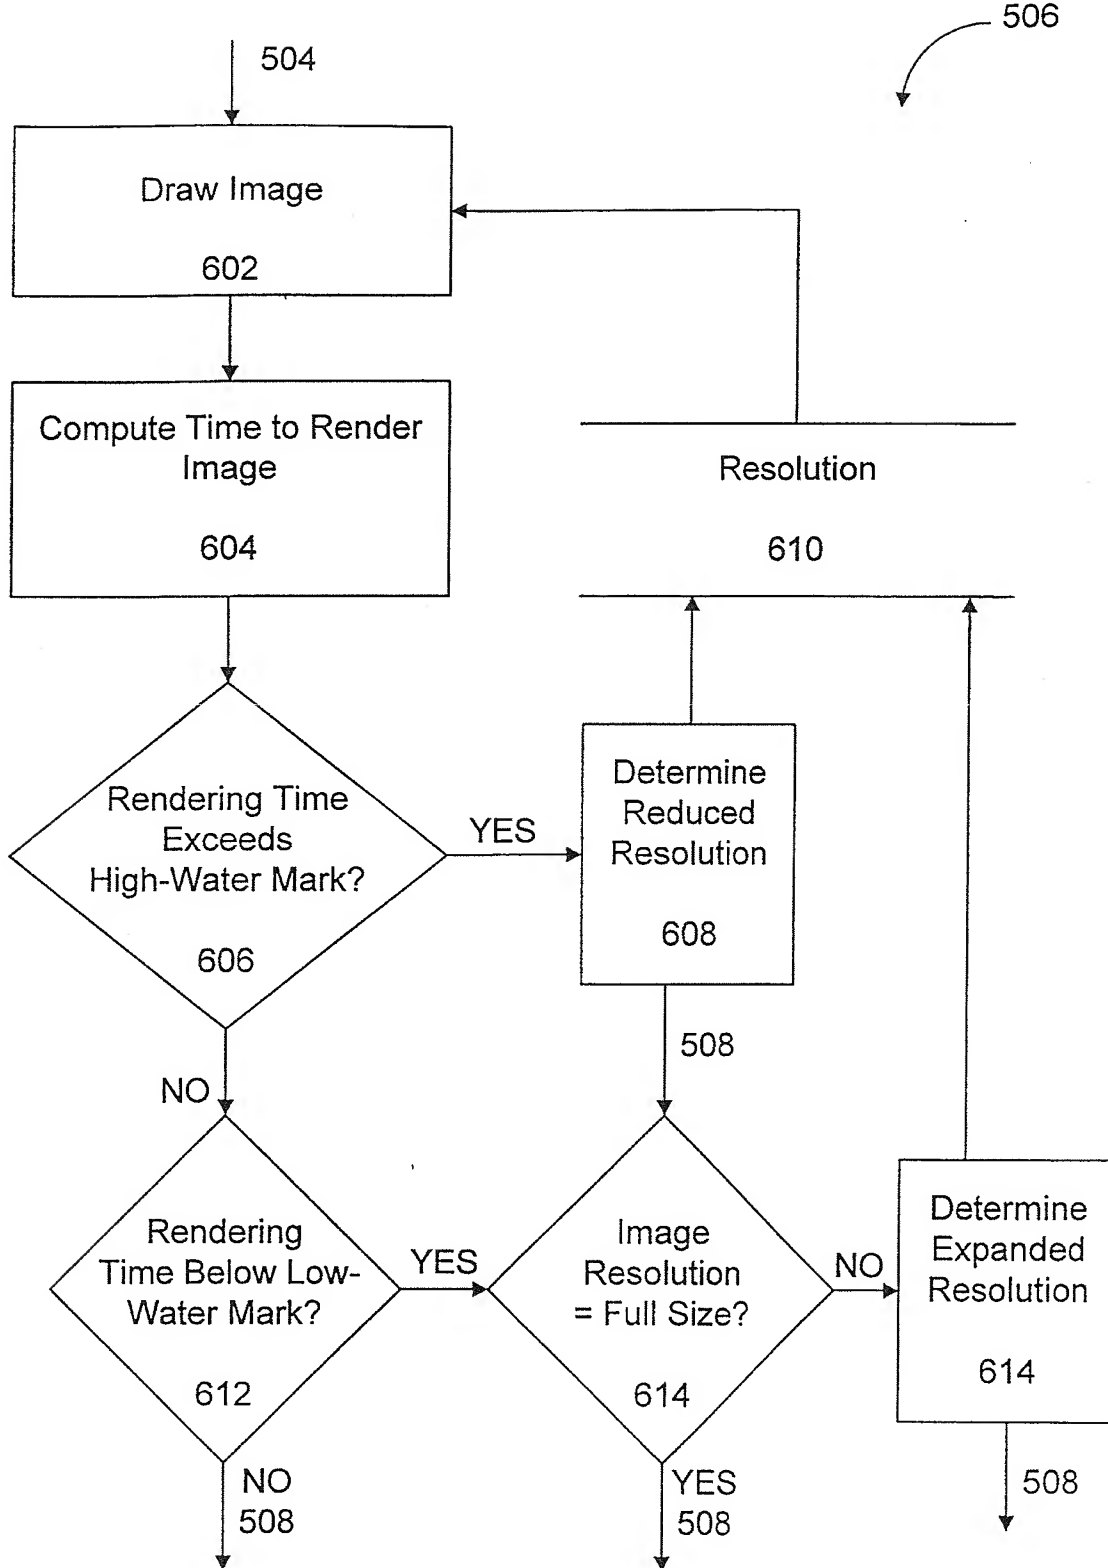 506
504
Draw Image
602
Compute Time to Render
Image
604
Resolution
610
Rendering Time
Exceeds
High-Water Mark?
606
YES
Determine
Reduced
Resolution
608
NO
508
Rendering
Time Below Low-
Water Mark?
612
YES
Image
Resolution
= Full Size?
614
NO
Determine
Expanded
Resolution
614
NO
508
YES
508
508